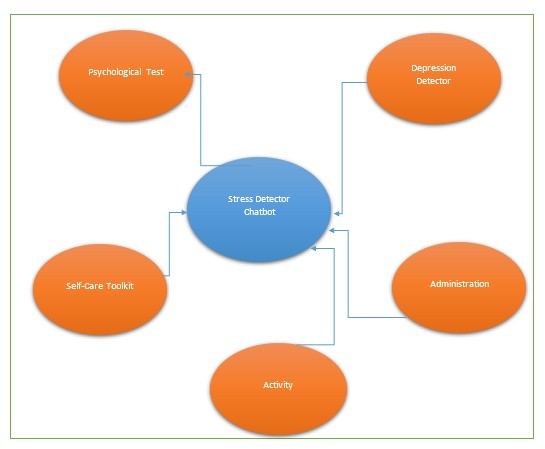 Psychological Test
Depression
Detector
Stress Detector
Chatbot
Self-Care Toolkit
Administration
Activity